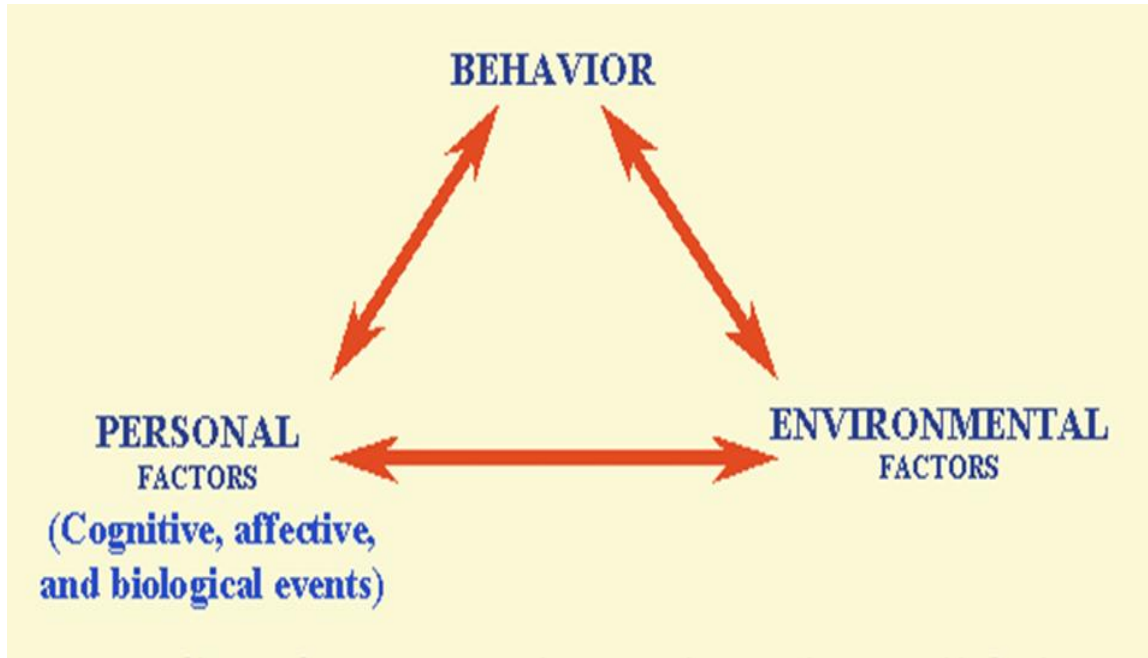 BEHAVIOR
PERSONAL
FACTORS
(Cognitive, affective,
and biological events)
ENVIRONMENTAL
FACTORS